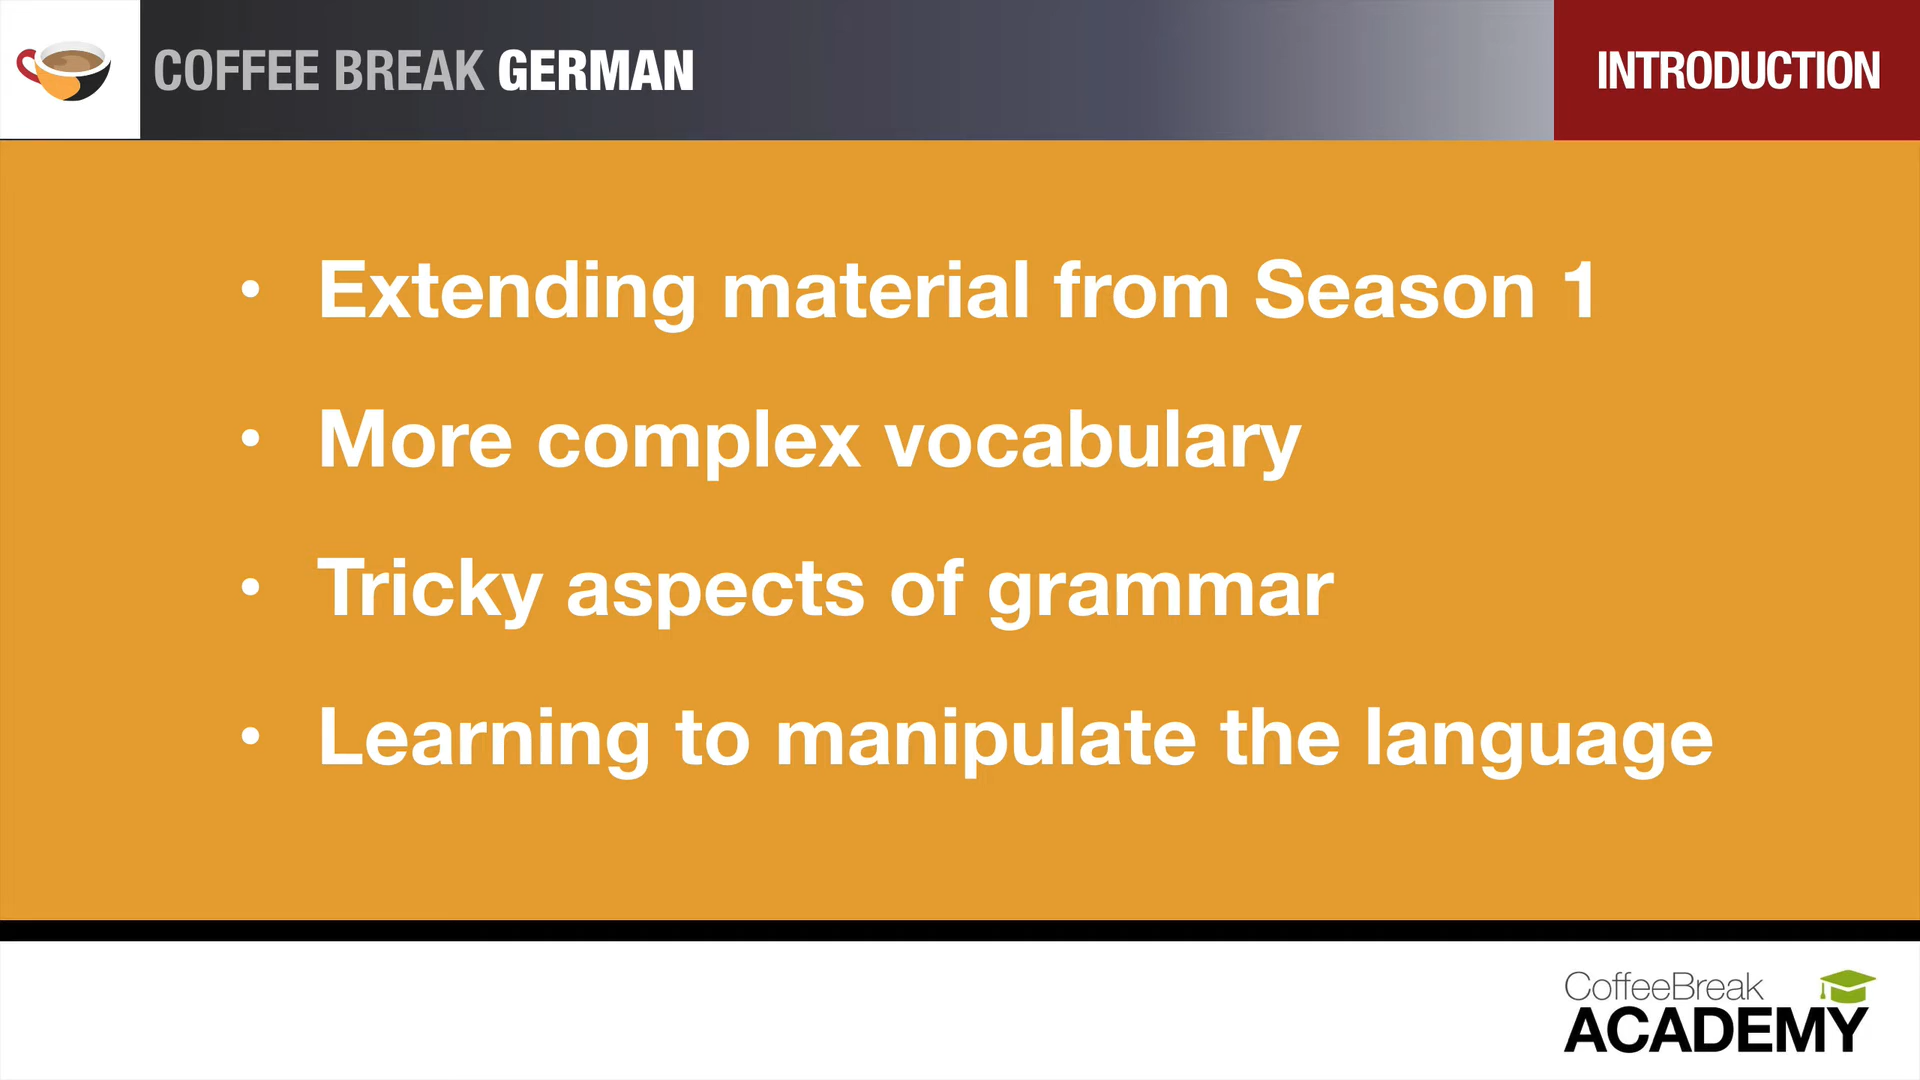 COFFEE BREAK GERMAN
INTRODUCTION
• Extending material from Season 1
• More complex vocabulary
• Tricky aspects of grammar
• Learning to manipulate the language
CoffeeBreak
ACADEMY